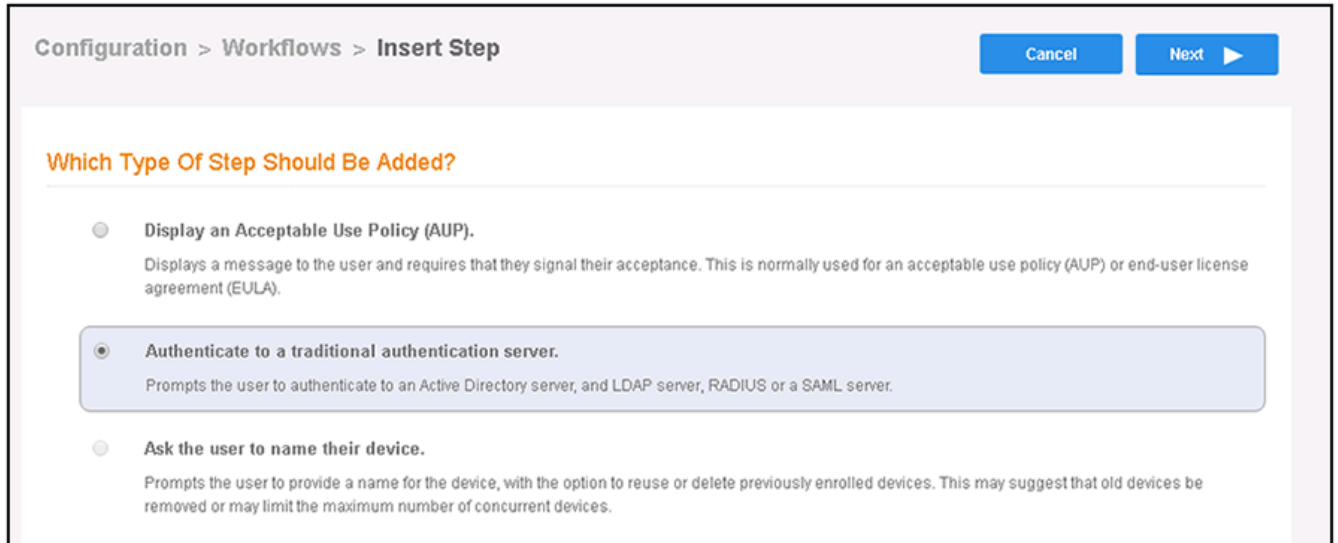 Configuration > Workflows > Insert Step
Cancel
Next
Which Type Of Step Should Be Added?
Display an Acceptable Use Policy (AUP).
Displays a message to the user and requires that they signal their acceptance. This is normally used for an acceptable use policy (AUP) or end-user license
agreement (EULA).
Authenticate to a traditional authentication server.
Prompts the user to authenticate to an Active Directory server, and LDAP server, RADIUS or a SAML server.
Ask the user to name their device.
Prompts the user to provide a name for the device, with the option to reuse or delete previously enrolled devices. This may suggest that old devices be
removed or may limit the maximum number of concurrent devices.